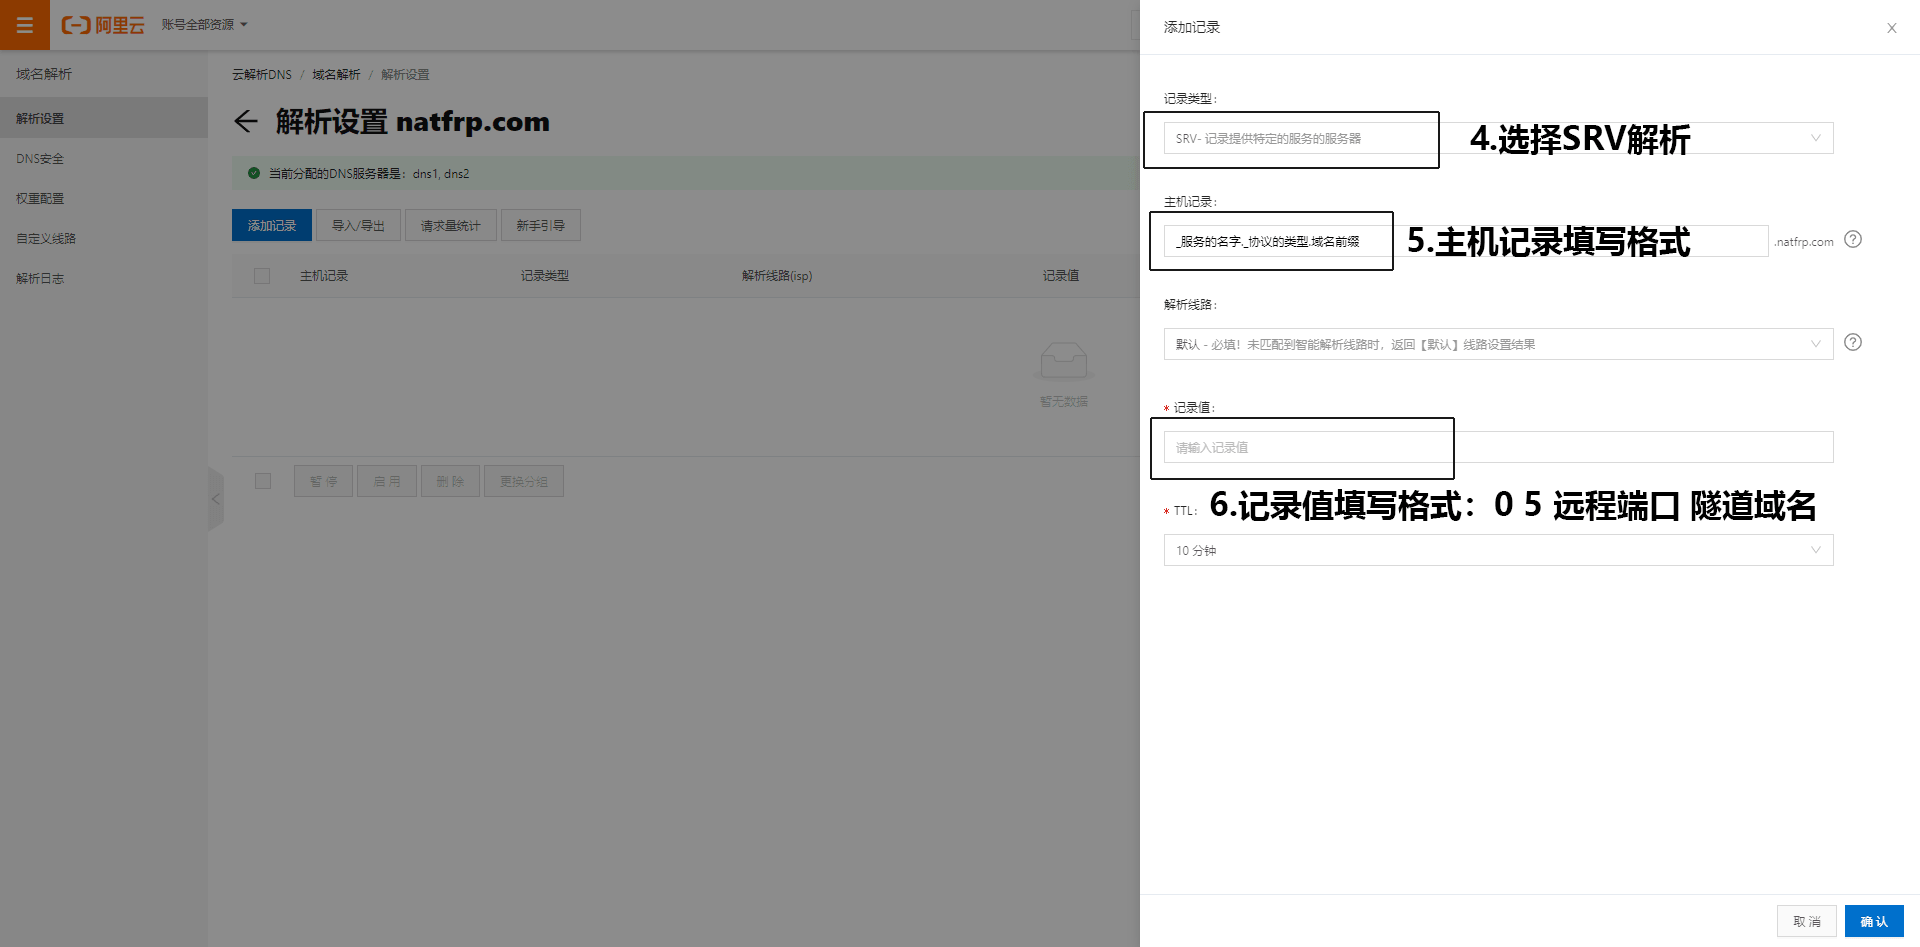 阿里云 账号全部资源
域名解析
解析设置
DNS安全
权重配置
自定义线路
解析日志
云解析DNS / 域名解析 / 解析设置
解析设置 natfrp.com
当前分配的DNS服务器是：dns1, dns2
添加记录 导入/导出 请求量统计 新手引导
主机记录 记录类型 解析线路(isp) 记录值
暂无数据
暂 停 启 用 删 除 更换分组
添加记录
记录类型：
SRV- 记录提供特定的服务的服务器
4.选择SRV解析
主机记录：
_服务的名字._协议的类型.域名前缀
5.主机记录填写格式
.natfrp.com
解析线路：
默认 - 必填！未匹配到智能解析线路时，返回【默认】线路设置结果
* 记录值：
请输入记录值
6.记录值填写格式：0 5 远程端口 隧道域名
* TTL：
10 分钟
取 消 确 认